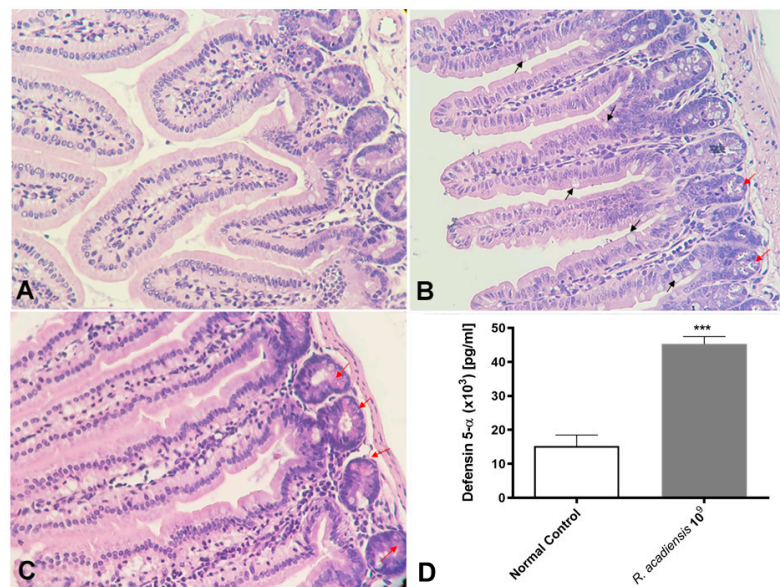 A
B
C
Defensin 5-α (x10³) [pg/ml]
50
40
30
20
10
0
***
Normal Control
R. acadiensis 10⁹
D